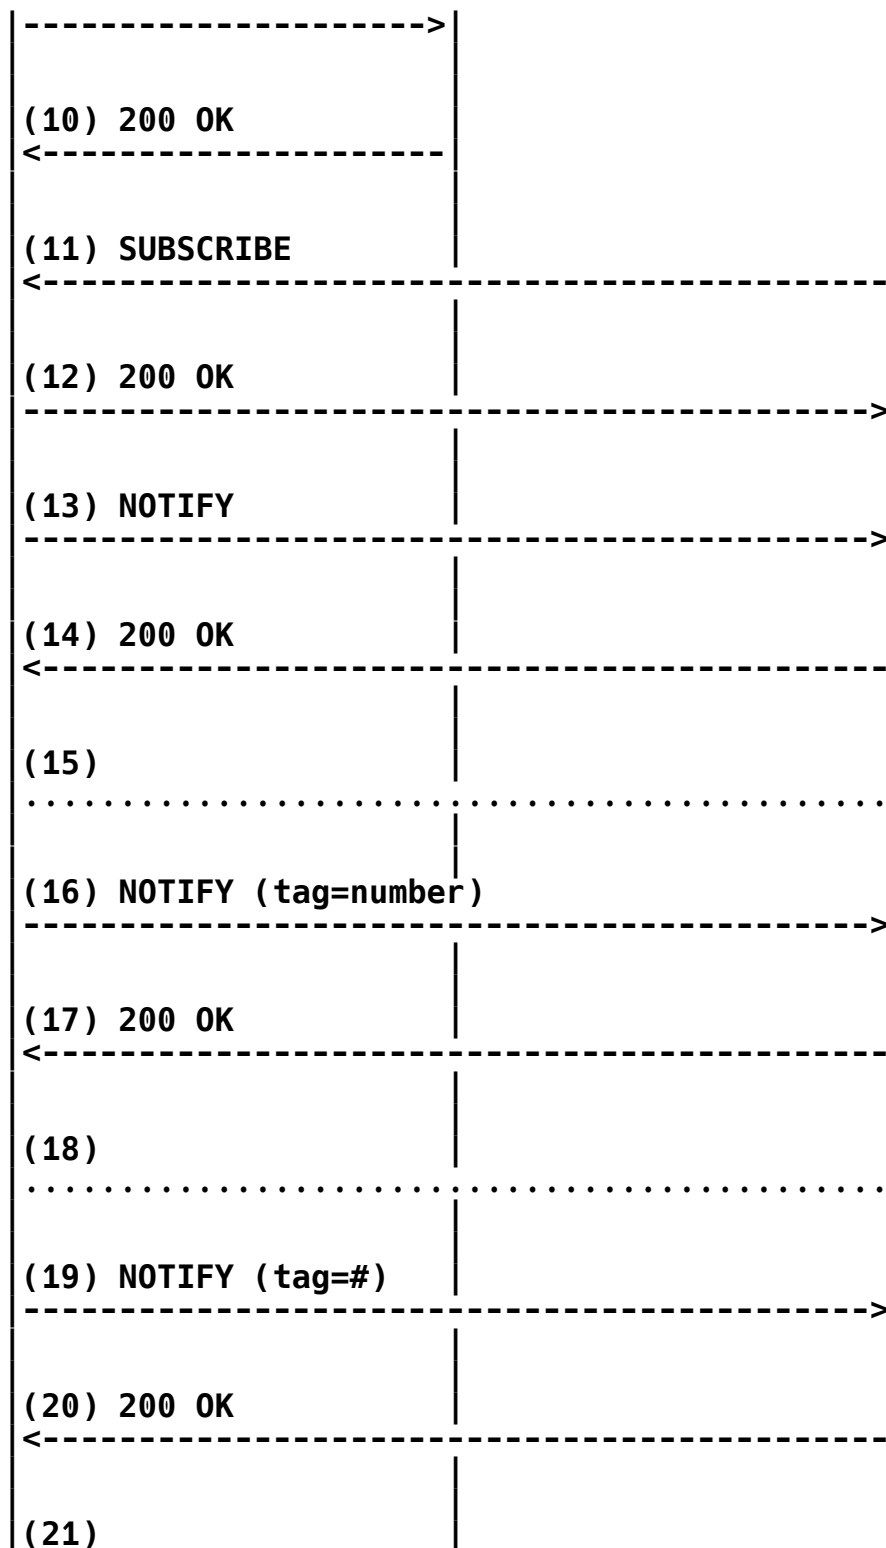 |--------------------->|
(10) 200 OK
<---------------------
(11) SUBSCRIBE
<--------------------------------------------
(12) 200 OK
-------------------------------------------->
(13) NOTIFY
-------------------------------------------->
(14) 200 OK
<--------------------------------------------
(15)
.............................................
(16) NOTIFY (tag=number)
-------------------------------------------->
(17) 200 OK
<--------------------------------------------
(18)
.............................................
(19) NOTIFY (tag=#)
-------------------------------------------->
(20) 200 OK
<--------------------------------------------
(21)